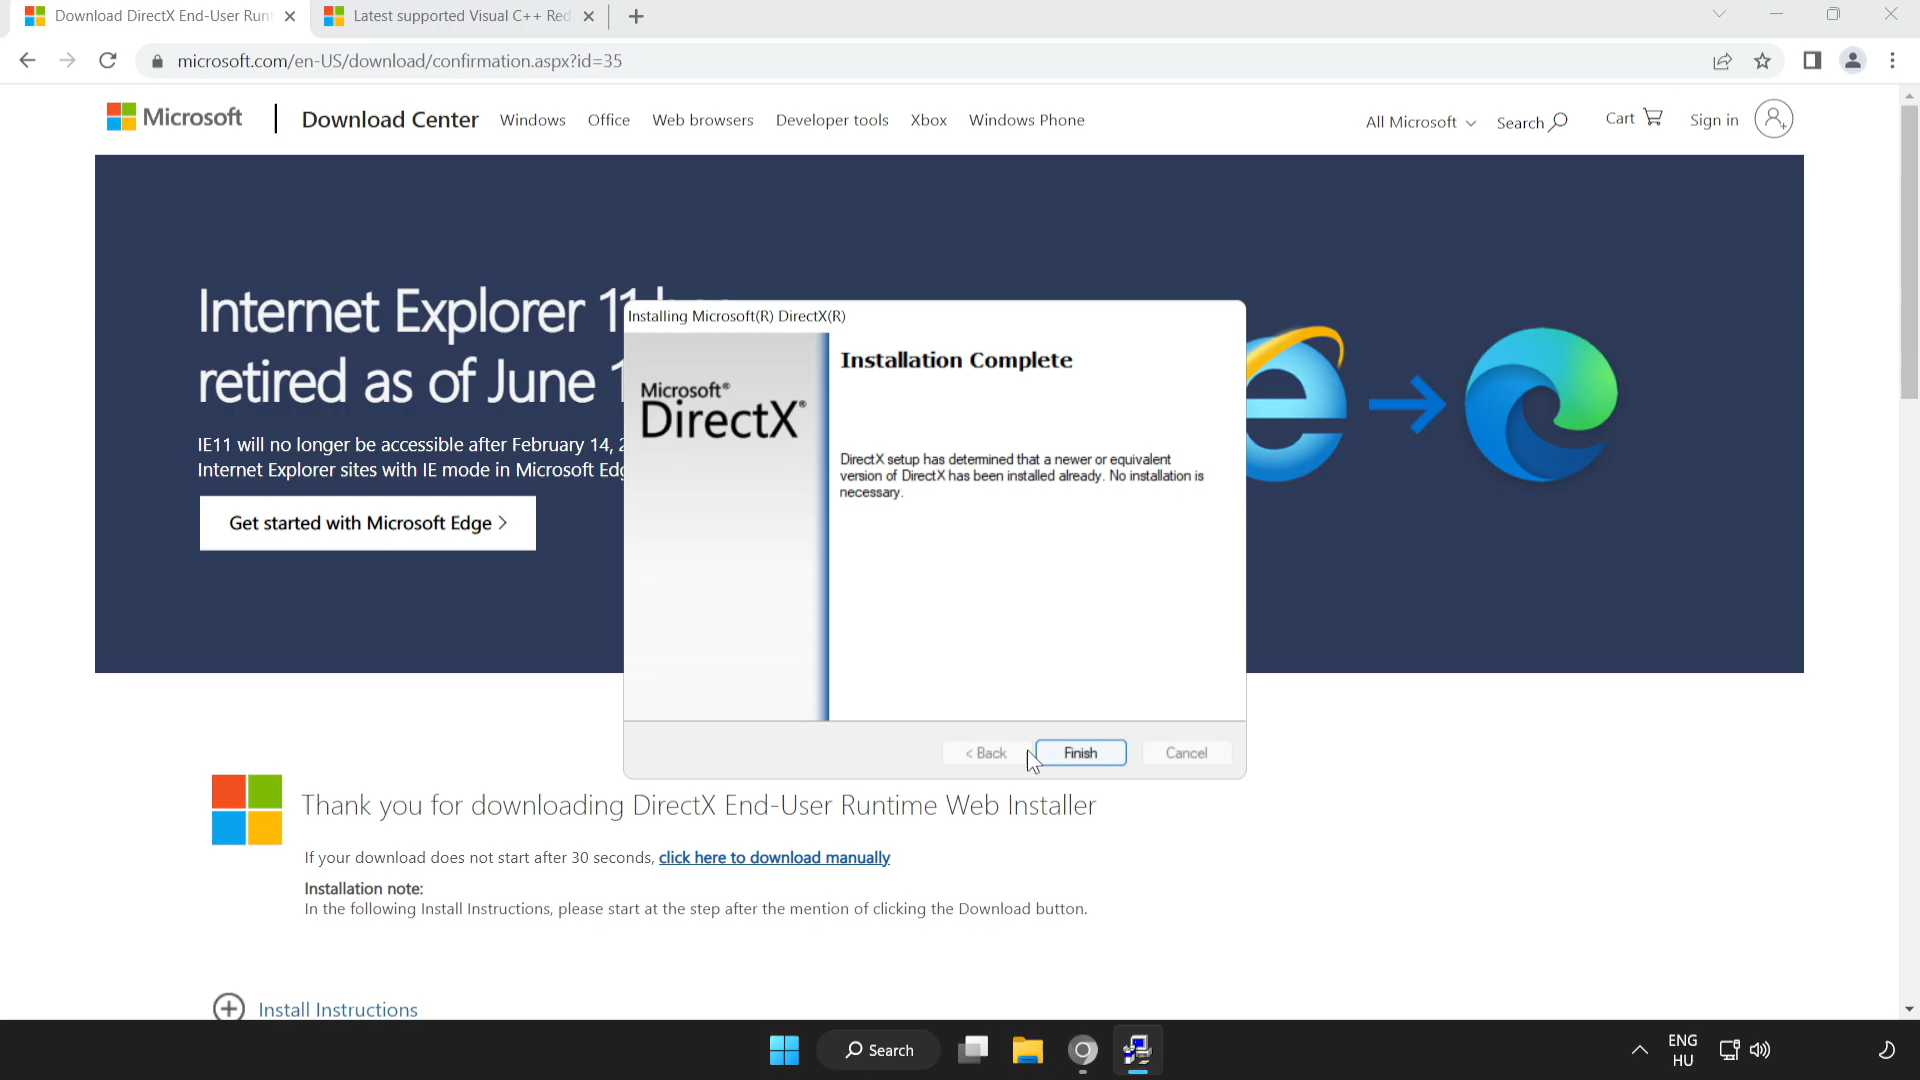 Download DirectX End-User Runt
Latest supported Visual C++ Red
microsoft.com/en-US/download/confirmation.aspx?id=35
Microsoft
Download Center
Windows
Office
Web browsers
Developer tools
Xbox
Windows Phone
All Microsoft
Search
Cart
Sign in
Internet Explorer 11
retired as of June 1
IE11 will no longer be accessible after February 14, 2
Internet Explorer sites with IE mode in Microsoft Edg
Get started with Microsoft Edge >
Installing Microsoft(R) DirectX(R)
Microsoft®
DirectX®
Installation Complete
DirectX setup has determined that a newer or equivalent
version of DirectX has been installed already. No installation is
necessary.
< Back
Finish
Cancel
Thank you for downloading DirectX End-User Runtime Web Installer
If your download does not start after 30 seconds, click here to download manually
Installation note:
In the following Install Instructions, please start at the step after the mention of clicking the Download button.
Install Instructions
Search
ENG
HU